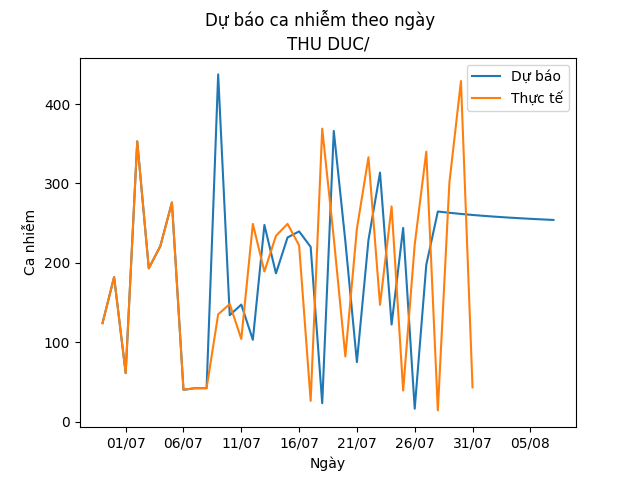 Dự báo ca nhiễm theo ngày
THU DUC/
Dự báo
Thực tế
Ca nhiễm
400
300
200
100
0
01/07 06/07 11/07 16/07 21/07 26/07 31/07 05/08
Ngày